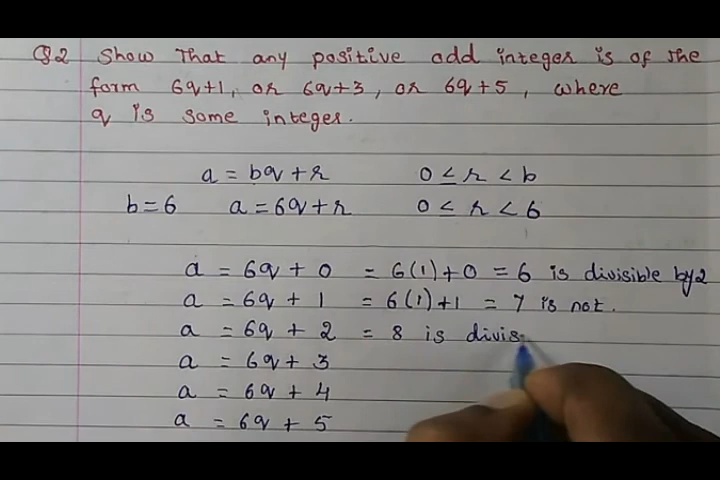 Q.2 Show That any positive odd integer is of the
form 6q+1, or 6q+3, or 6q+5, where
q is some integer.
a = bq + r 0 ≤ r < b
b=6 a = 6q + r 0 ≤ r < 6
a = 6q + 0 = 6(1)+0 = 6 is divisible by 2
a = 6q + 1 = 6(1)+1 = 7 is not.
a = 6q + 2 = 8 is divis
a = 6q + 3
a = 6q + 4
a = 6q + 5